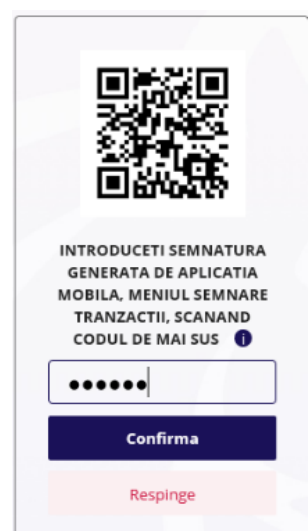 INTRODUCETI SEMNATURA
GENERATA DE APLICATIA
MOBILA, MENIUL SEMNARE
TRANZACTII, SCANAND
CODUL DE MAI SUS i
●●●●●●
Confirma
Respinge